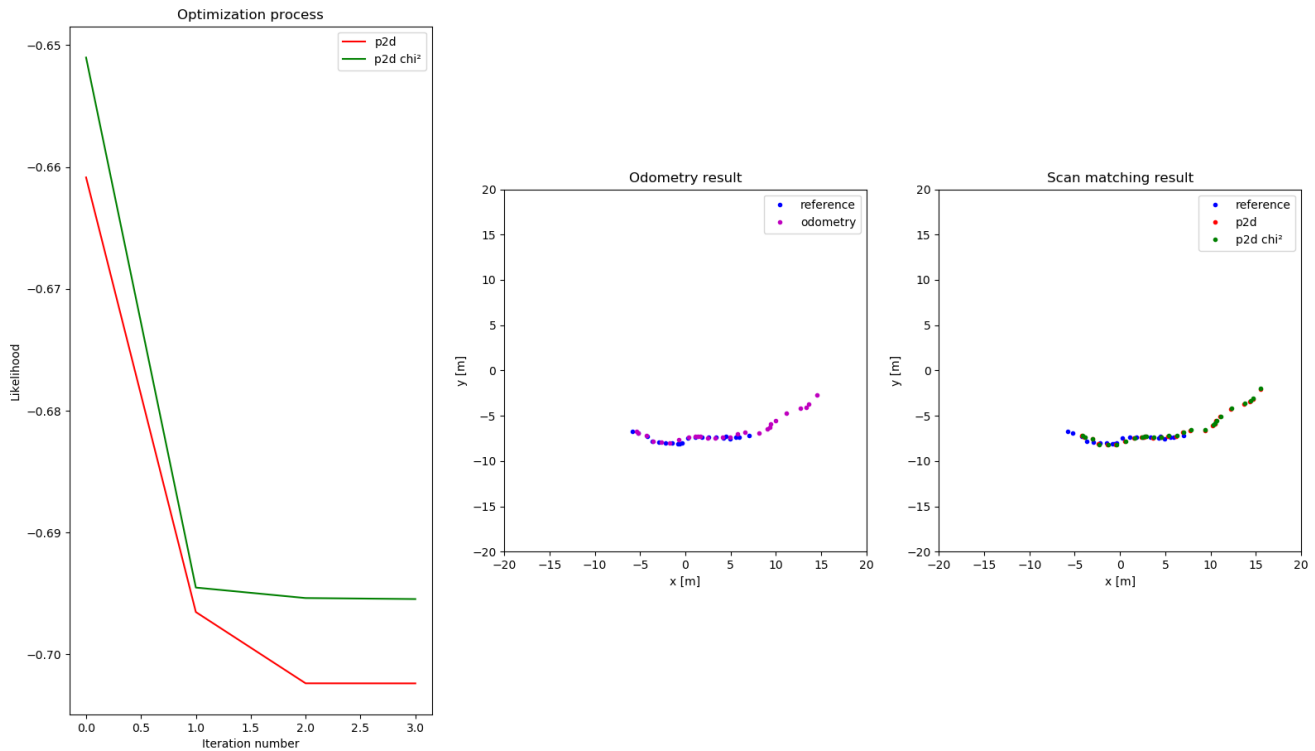 Optimization process
p2d
p2d chi²
−0.65
−0.66
−0.67
−0.68
−0.69
−0.70
Likelihood
0.0 0.5 1.0 1.5 2.0 2.5 3.0
Iteration number
Odometry result
reference
odometry
20
15
10
5
0
−5
−10
−15
−20
y [m]
−20 −15 −10 −5 0 5 10 15 20
x [m]
Scan matching result
reference
p2d
p2d chi²
20
15
10
5
0
−5
−10
−15
−20
y [m]
−20 −15 −10 −5 0 5 10 15 20
x [m]